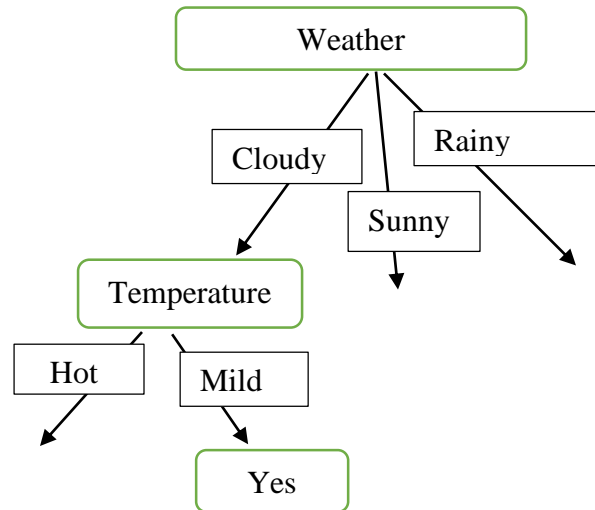 Weather
Cloudy
Rainy
Sunny
Temperature
Hot
Mild
Yes